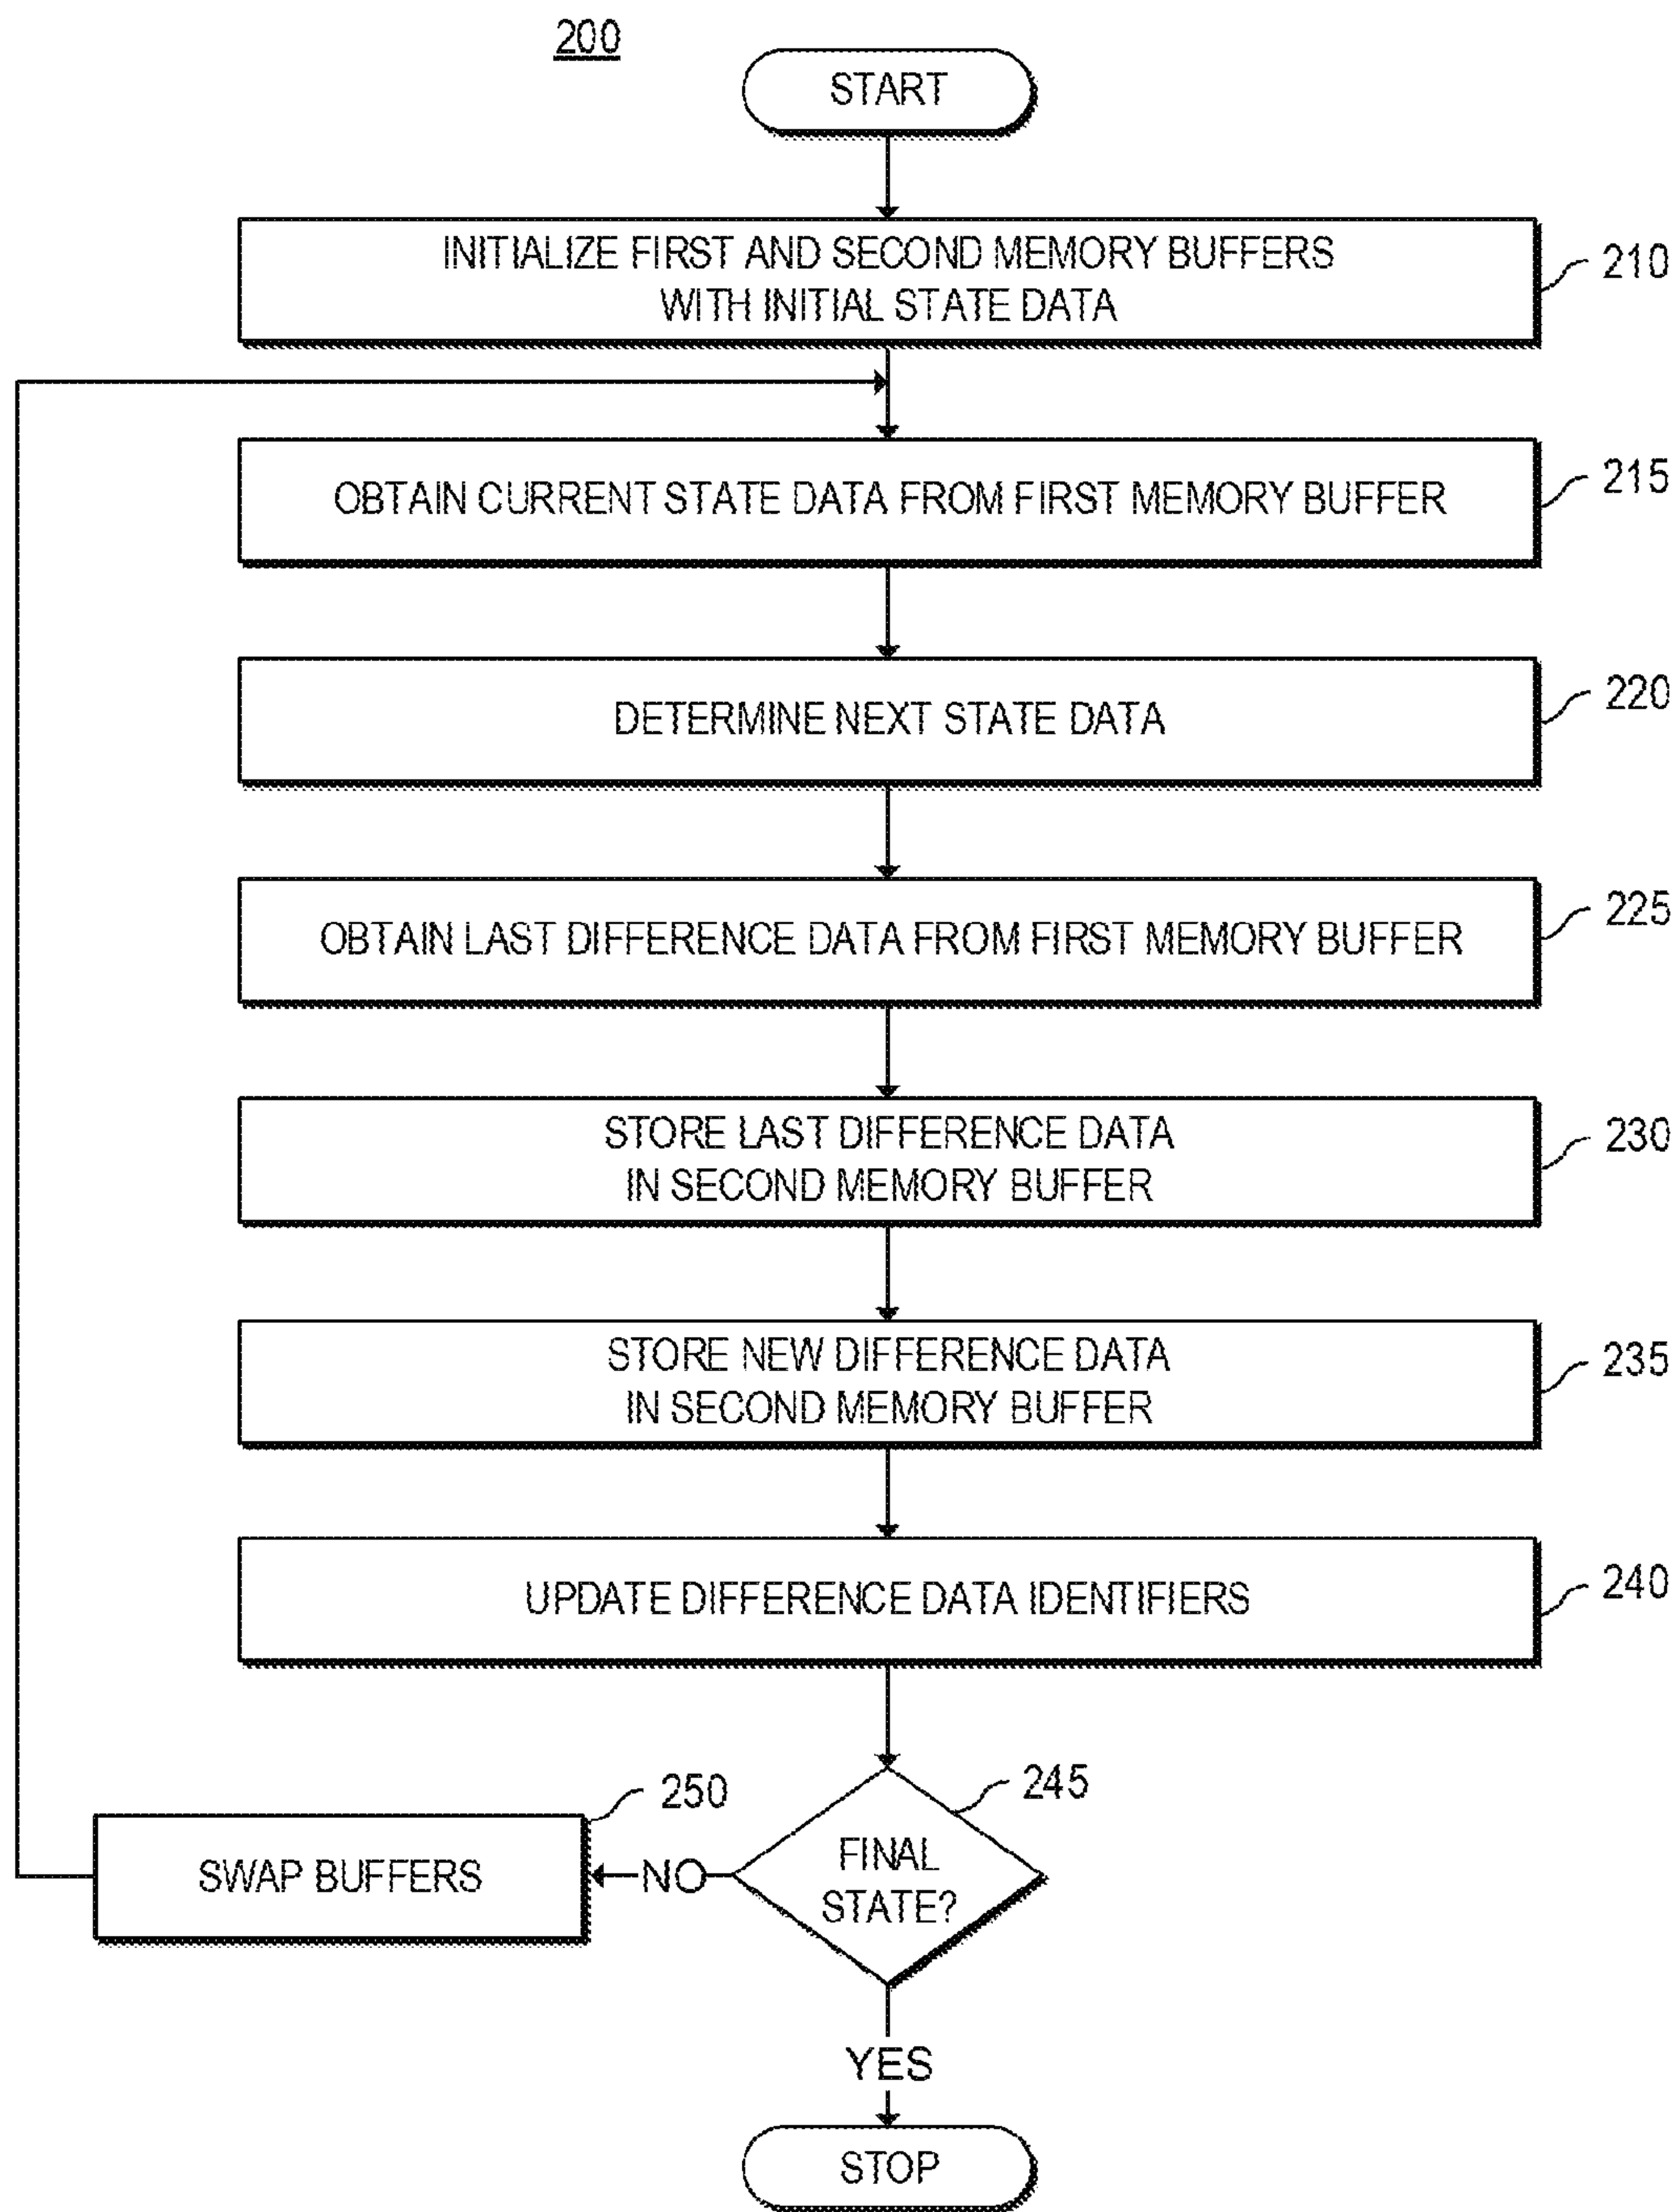 200
START
INITIALIZE FIRST AND SECOND MEMORY BUFFERS
WITH INITIAL STATE DATA
210
OBTAIN CURRENT STATE DATA FROM FIRST MEMORY BUFFER
215
DETERMINE NEXT STATE DATA
220
OBTAIN LAST DIFFERENCE DATA FROM FIRST MEMORY BUFFER
225
STORE LAST DIFFERENCE DATA
IN SECOND MEMORY BUFFER
230
STORE NEW DIFFERENCE DATA
IN SECOND MEMORY BUFFER
235
UPDATE DIFFERENCE DATA IDENTIFIERS
240
FINAL
STATE?
245
NO
SWAP BUFFERS
250
YES
STOP